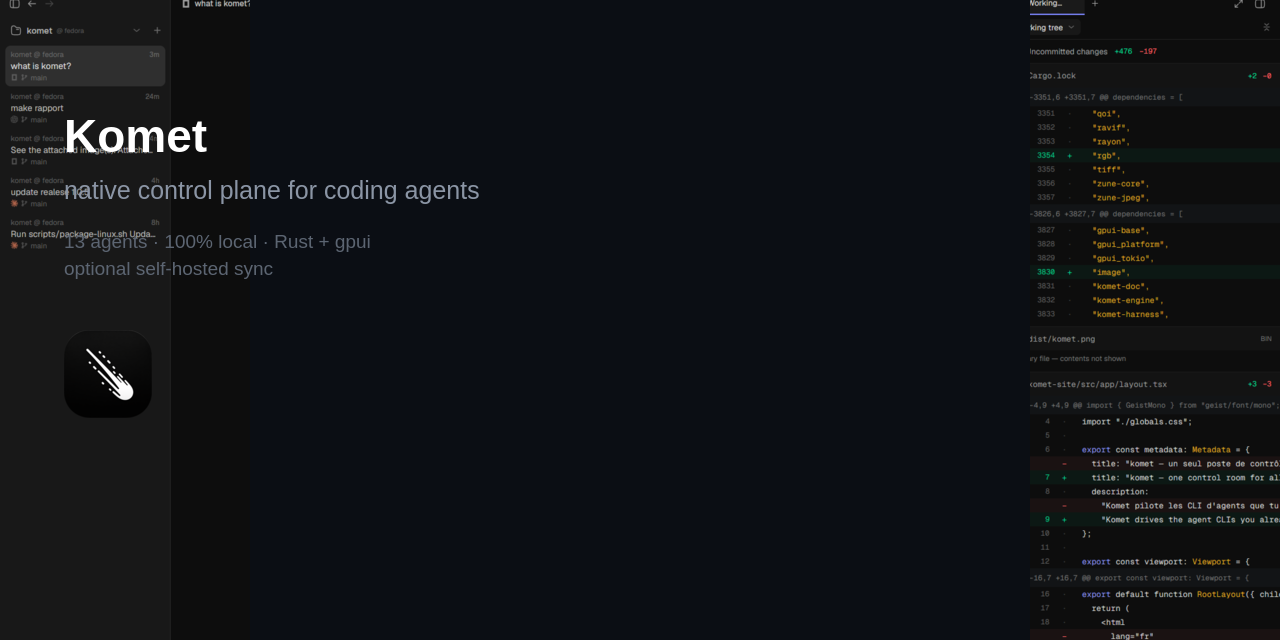 komet @ fedora
komet @ fedora 3m
what is komet?
main
komet @ fedora 24m
make rapport
main
komet @ fedora
See the attached image(s). Attach...
main
komet @ fedora 4h
update realese
main
komet @ fedora 8h
Run scripts/package-linux.sh Upda...
main
what is komet?
Komet
native control plane for coding agents
13 agents · 100% local · Rust + gpui
optional self-hosted sync
Working…
king tree
Uncommitted changes +476 -197
Cargo.lock +2 -0
-3351,6 +3351,7 @@ dependencies = [
3351 · "qoi",
3352 · "ravif",
3353 · "rayon",
3354 + "rgb",
3355 · "tiff",
3356 · "zune-core",
3357 · "zune-jpeg",
-3826,6 +3827,7 @@ dependencies = [
3827 · "gpui-base",
3828 · "gpui_platform",
3829 · "gpui_tokio",
3830 + "image",
3831 · "komet-doc",
3832 · "komet-engine",
3833 · "komet-harness",
dist/komet.png BIN
ry file — contents not shown
komet-site/src/app/layout.tsx +3 -3
-4,9 +4,9 @@ import { GeistMono } from "geist/font/mono";
4 · import "./globals.css";
5 ·
6 · export const metadata: Metadata = {
- title: "komet — un seul poste de contrô
7 + title: "komet — one control room for al
8 · description:
- "Komet pilote les CLI d'agents que tu
9 + "Komet drives the agent CLIs you alre
10 · };
11 ·
12 · export const viewport: Viewport = {
-16,7 +16,7 @@ export const viewport: Viewport = {
16 · export default function RootLayout({ chil
17 · return (
18 · <html
- lang="fr"